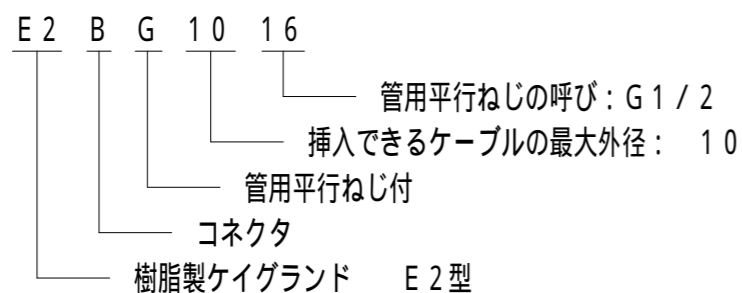 E2 B G 10 16
管用平行ねじの呼び：G1/2
挿入できるケーブルの最大外径： 10
管用平行ねじ付
コネクタ
樹脂製ケイグランド E2型